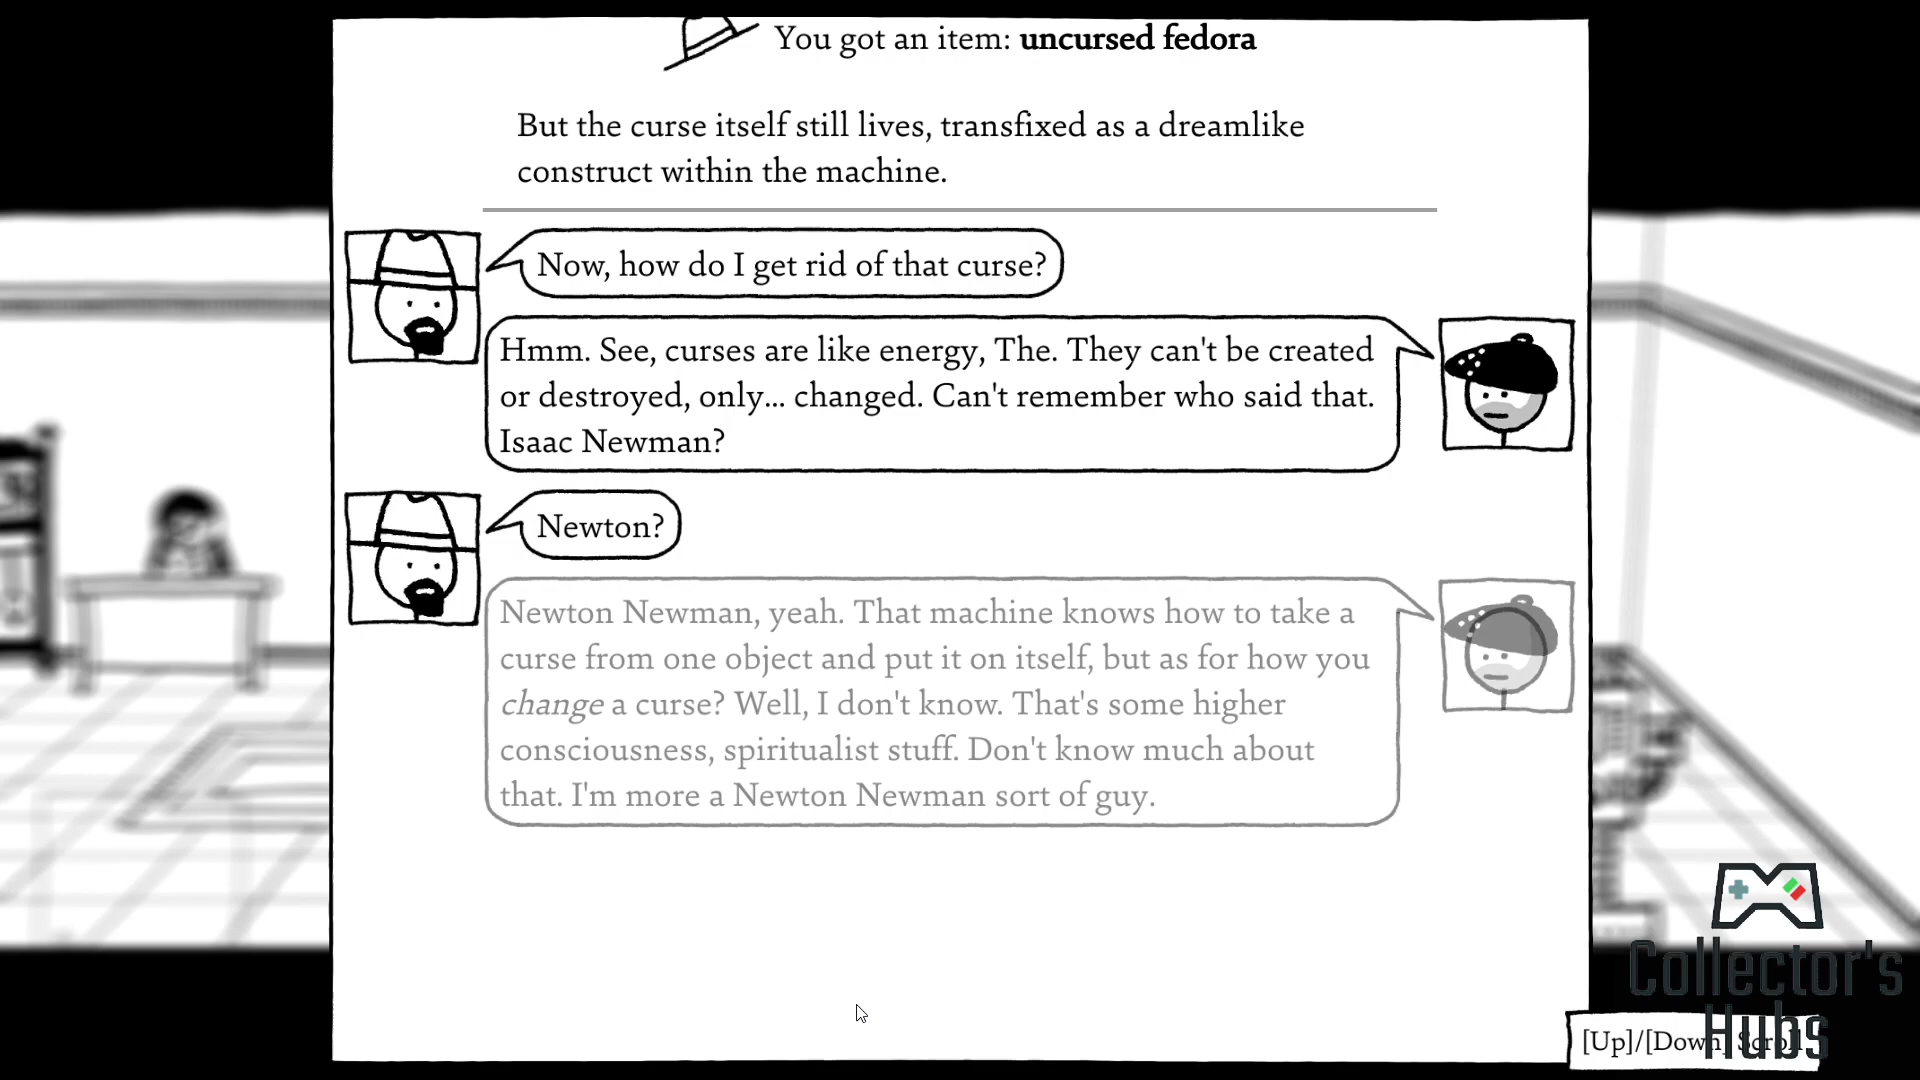 You got an item: uncursed fedora
But the curse itself still lives, transfixed as a dreamlike
construct within the machine.
Now, how do I get rid of that curse?
Hmm. See, curses are like energy, The. They can't be created
or destroyed, only... changed. Can't remember who said that.
Isaac Newman?
Newton?
Newton Newman, yeah. That machine knows how to take a
curse from one object and put it on itself, but as for how you
change a curse? Well, I don't know. That's some higher
consciousness, spiritualist stuff. Don't know much about
that. I'm more a Newton Newman sort of guy.
Collector's
Hubs
[Up]/[Down] Scroll